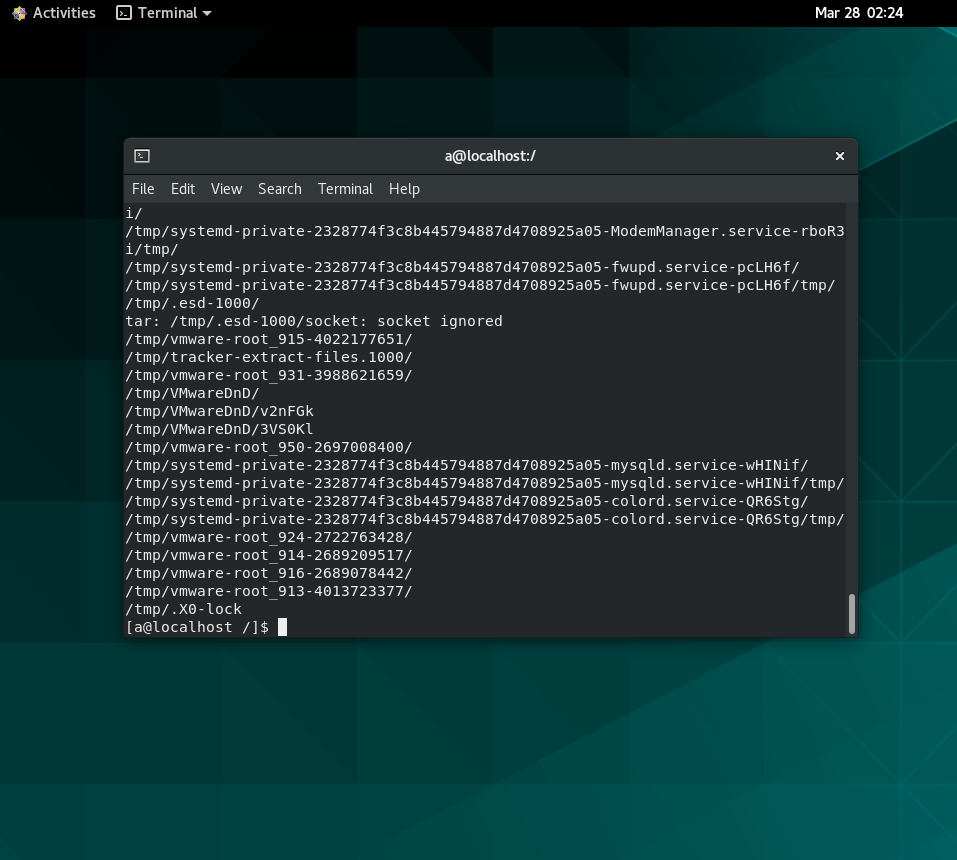 Activities Terminal Mar 28 02:24
a@localhost:/
File Edit View Search Terminal Help
i/
/tmp/systemd-private-2328774f3c8b445794887d4708925a05-ModemManager.service-rboR3
i/tmp/
/tmp/systemd-private-2328774f3c8b445794887d4708925a05-fwupd.service-pcLH6f/
/tmp/systemd-private-2328774f3c8b445794887d4708925a05-fwupd.service-pcLH6f/tmp/
/tmp/.esd-1000/
tar: /tmp/.esd-1000/socket: socket ignored
/tmp/vmware-root_915-4022177651/
/tmp/tracker-extract-files.1000/
/tmp/vmware-root_931-3988621659/
/tmp/VMwareDnD/
/tmp/VMwareDnD/v2nFGk
/tmp/VMwareDnD/3VS0Kl
/tmp/vmware-root_950-2697008400/
/tmp/systemd-private-2328774f3c8b445794887d4708925a05-mysqld.service-wHINif/
/tmp/systemd-private-2328774f3c8b445794887d4708925a05-mysqld.service-wHINif/tmp/
/tmp/systemd-private-2328774f3c8b445794887d4708925a05-colord.service-QR6Stg/
/tmp/systemd-private-2328774f3c8b445794887d4708925a05-colord.service-QR6Stg/tmp/
/tmp/vmware-root_924-2722763428/
/tmp/vmware-root_914-2689209517/
/tmp/vmware-root_916-2689078442/
/tmp/vmware-root_913-4013723377/
/tmp/.X0-lock
[a@localhost /]$